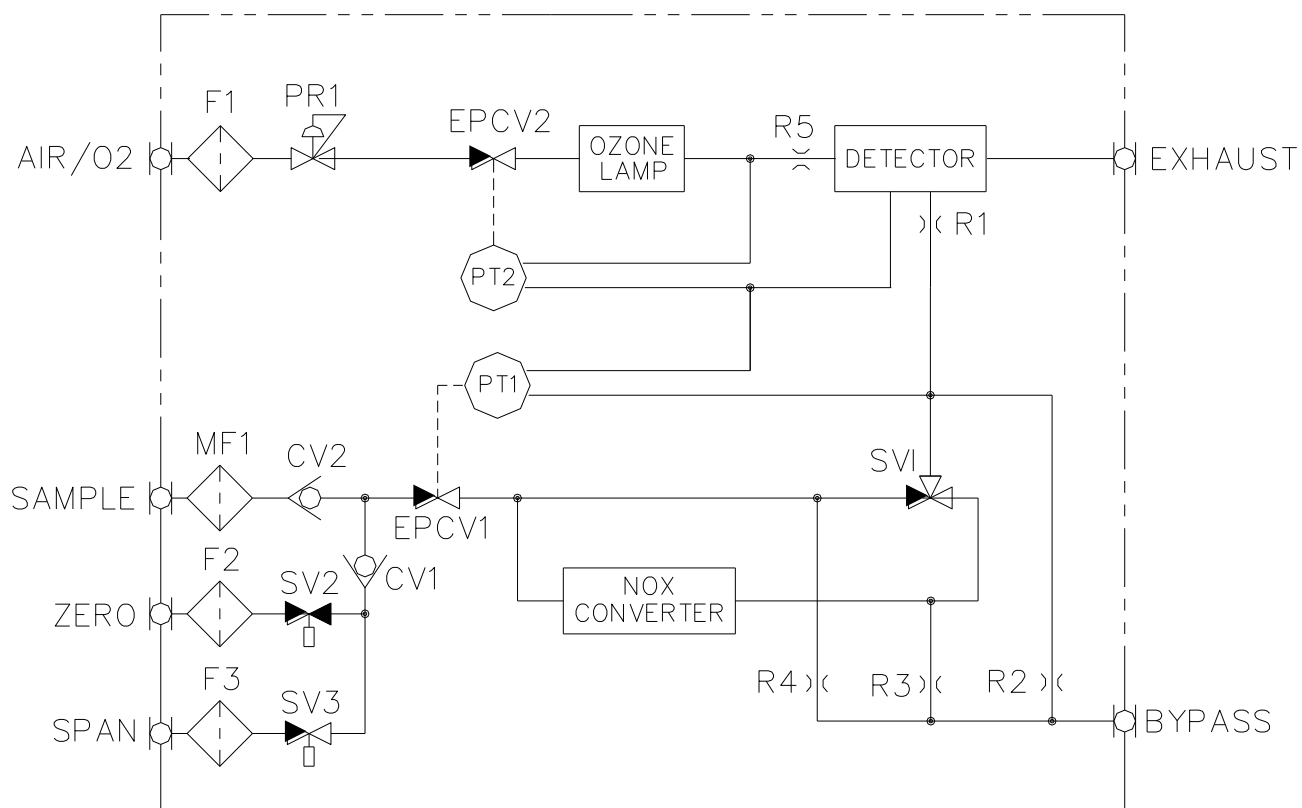 F1
PR1
EPCV2
AIR/O2
OZONE
LAMP
R5
DETECTOR
EXHAUST
R1
PT2
PT1
MF1
CV2
SAMPLE
EPCV1
SV1
F2
SV2
CV1
ZERO
NOX
CONVERTER
F3
SV3
SPAN
R4
R3
R2
BYPASS